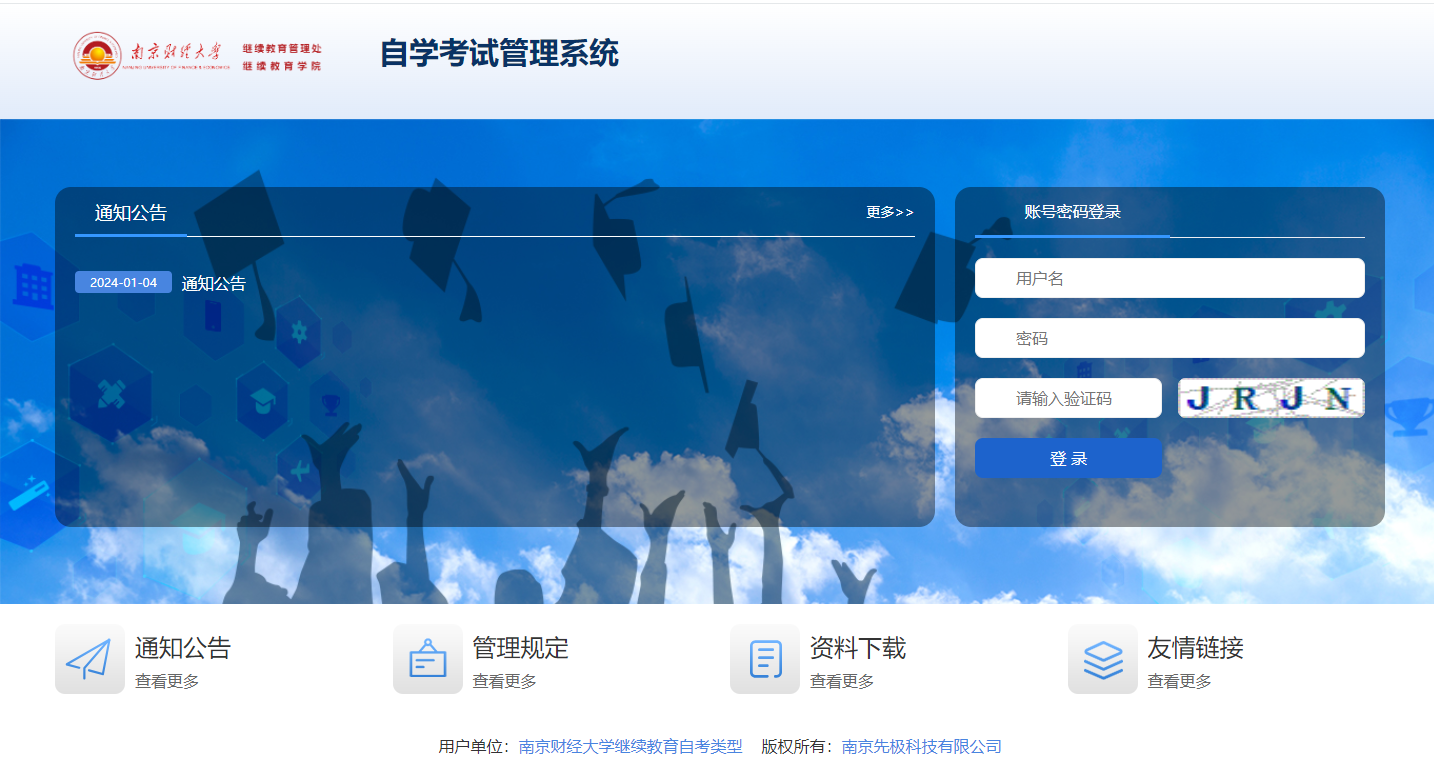 南京财经大学
NANJING UNIVERSITY OF FINANCE & ECONOMICS
继续教育管理处
继续教育学院
自学考试管理系统
通知公告
更多>>
2024-01-04 通知公告
账号密码登录
用户名
密码
请输入验证码
J R J N
登 录
通知公告
查看更多
管理规定
查看更多
资料下载
查看更多
友情链接
查看更多
用户单位：南京财经大学继续教育自考类型 版权所有：南京先极科技有限公司